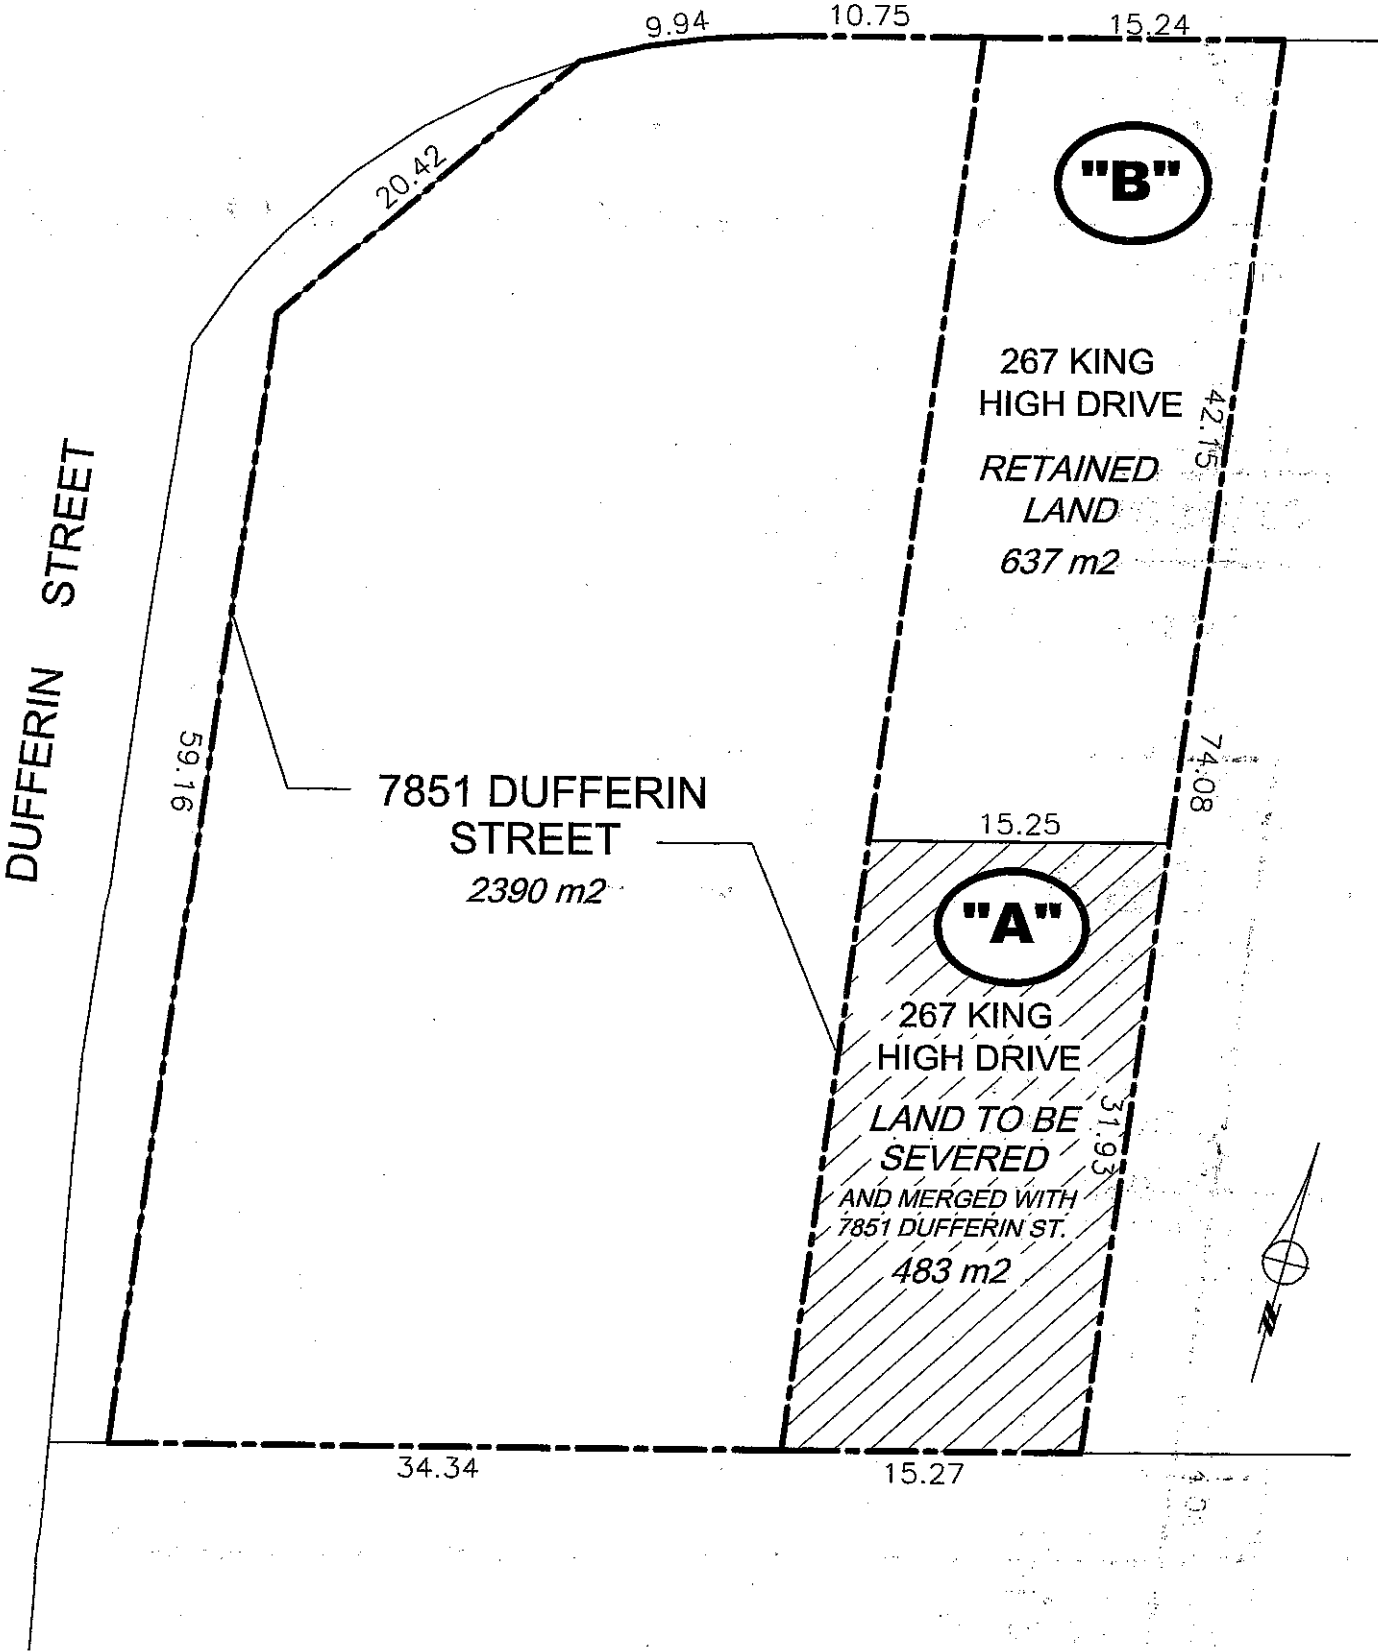 9.94
10.75
15.24
20.42
"B"
267 KING
HIGH DRIVE
RETAINED
LAND
637 m2
42.15
DUFFERIN STREET
59.16
74.08
7851 DUFFERIN
STREET
2390 m2
15.25
"A"
267 KING
HIGH DRIVE
LAND TO BE
SEVERED
AND MERGED WITH
7851 DUFFERIN ST.
483 m2
31.93
N
34.34
15.27